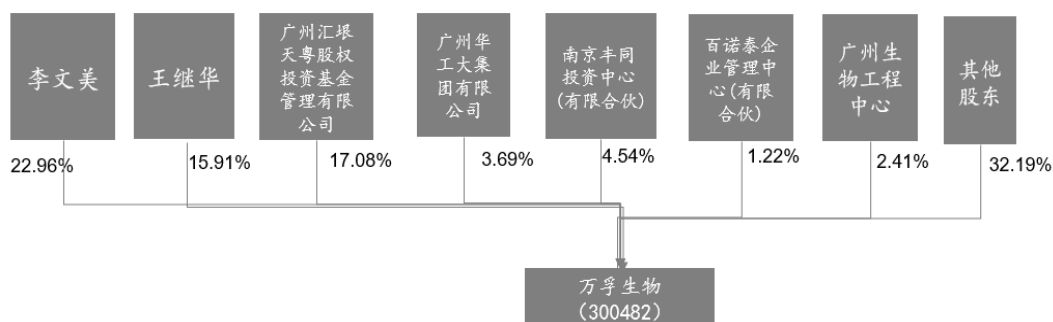 李文美
王继华
广州汇垠
天粤股权
投资基金
管理有限
公司
广州华
工大集
团有限
公司
南京丰同
投资中心
(有限合伙)
百诺泰企
业管理中
心(有限
合伙)
广州生
物工程
中心
其他
股东
22.96%
15.91%
17.08%
3.69%
4.54%
1.22%
2.41%
32.19%
万孚生物
（300482）